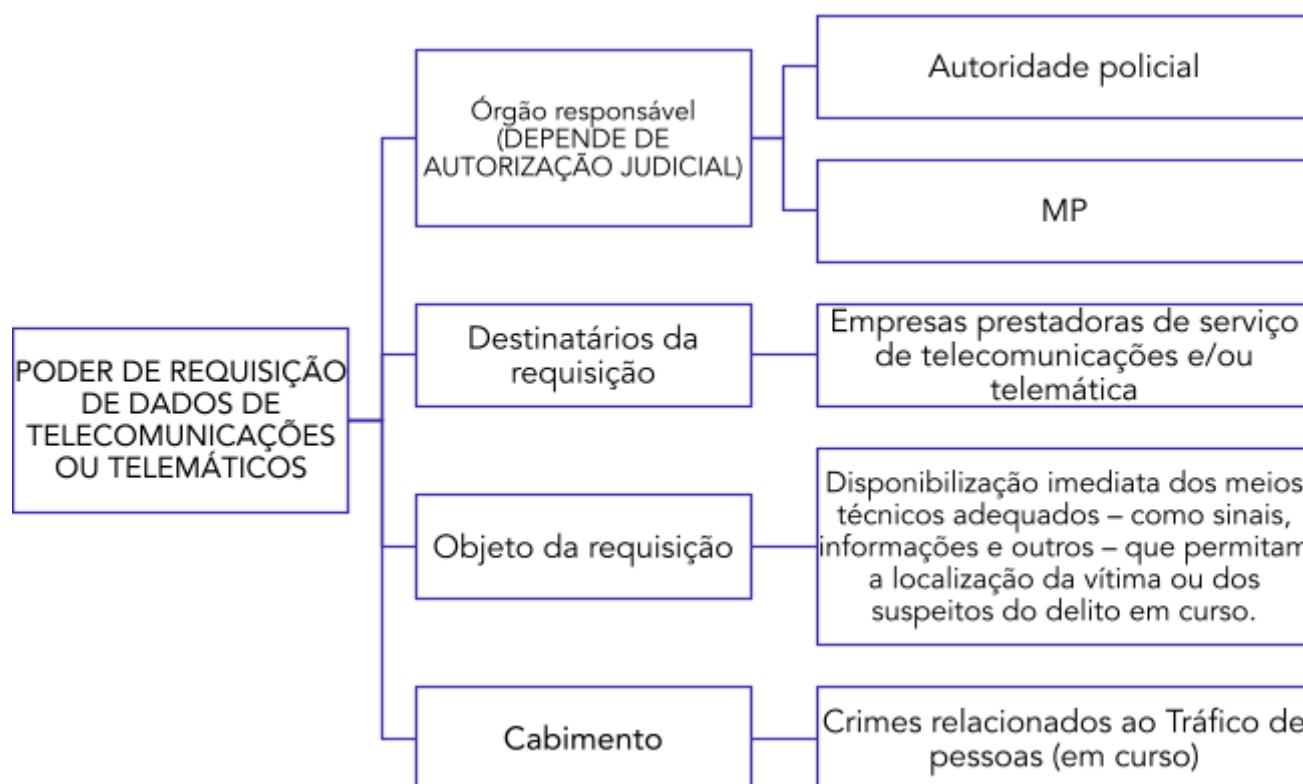 PODER DE REQUISIÇÃO
DE DADOS DE
TELECOMUNICAÇÕES
OU TELEMÁTICOS
Órgão responsável
(DEPENDE DE
AUTORIZAÇÃO JUDICIAL)
Autoridade policial
MP
Destinatários da
requisição
Empresas prestadoras de serviço
de telecomunicações e/ou
telemática
Objeto da requisição
Disponibilização imediata dos meios
técnicos adequados – como sinais,
informações e outros – que permitam
a localização da vítima ou dos
suspeitos do delito em curso.
Cabimento
Crimes relacionados ao Tráfico de
pessoas (em curso)